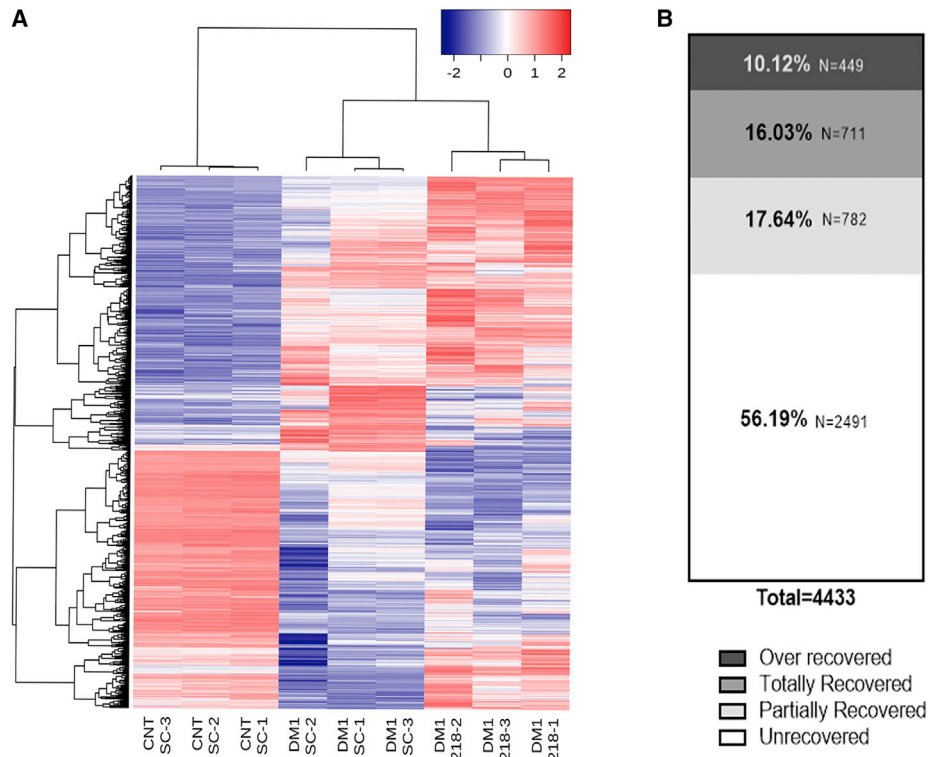 A
-2 0 1 2
CNT SC-3
CNT SC-2
CNT SC-1
DM1 SC-2
DM1 SC-1
DM1 SC-3
DM1 218-2
DM1 218-3
DM1 218-1
B
10.12% N=449
16.03% N=711
17.64% N=782
56.19% N=2491
Total=4433
Over recovered
Totally Recovered
Partially Recovered
Unrecovered